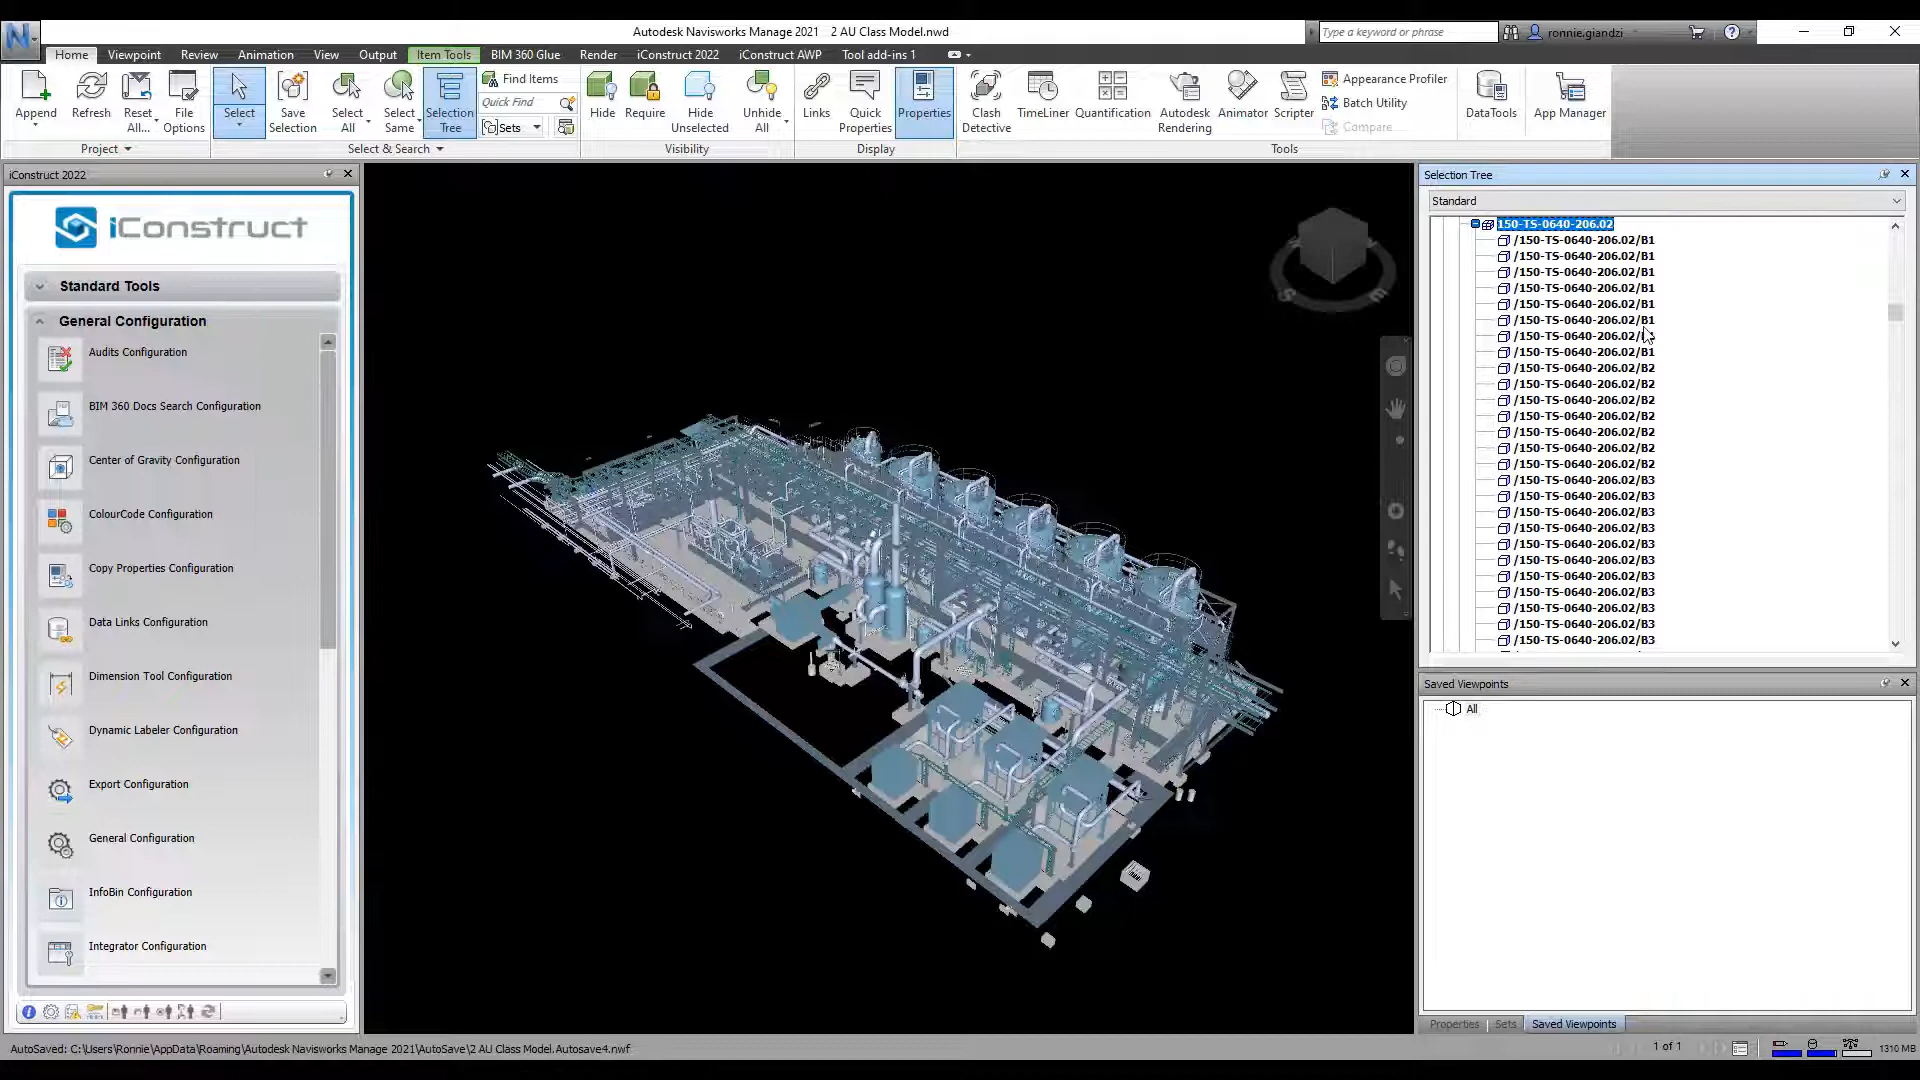 Autodesk Navisworks Manage 2021 2 AU Class Model.nwd
Type a keyword or phrase
ronnie.giandzi
Home Viewpoint Review Animation View Output Item Tools BIM 360 Glue Render iConstruct 2022 iConstruct AWP Tool add-ins 1
Append
Refresh
Reset All...
File Options
Project
Select
Save Selection
Select All
Select Same
Selection Tree
Find Items
Quick Find
Sets
Select & Search
Hide
Require
Hide Unselected
Unhide All
Visibility
Links
Quick Properties
Properties
Display
Clash Detective
TimeLiner
Quantification
Autodesk Rendering
Animator
Scripter
Appearance Profiler
Batch Utility
Compare
Tools
DataTools
App Manager
iConstruct 2022
iConstruct
Standard Tools
General Configuration
Audits Configuration
BIM 360 Docs Search Configuration
Center of Gravity Configuration
ColourCode Configuration
Copy Properties Configuration
Data Links Configuration
Dimension Tool Configuration
Dynamic Labeler Configuration
Export Configuration
General Configuration
InfoBin Configuration
Integrator Configuration
S E
Selection Tree
Standard
150-TS-0640-206.02
/150-TS-0640-206.02/B1
/150-TS-0640-206.02/B1
/150-TS-0640-206.02/B1
/150-TS-0640-206.02/B1
/150-TS-0640-206.02/B1
/150-TS-0640-206.02/B1
/150-TS-0640-206.02/
/150-TS-0640-206.02/B1
/150-TS-0640-206.02/B2
/150-TS-0640-206.02/B2
/150-TS-0640-206.02/B2
/150-TS-0640-206.02/B2
/150-TS-0640-206.02/B2
/150-TS-0640-206.02/B2
/150-TS-0640-206.02/B2
/150-TS-0640-206.02/B3
/150-TS-0640-206.02/B3
/150-TS-0640-206.02/B3
/150-TS-0640-206.02/B3
/150-TS-0640-206.02/B3
/150-TS-0640-206.02/B3
/150-TS-0640-206.02/B3
/150-TS-0640-206.02/B3
/150-TS-0640-206.02/B3
/150-TS-0640-206.02/B3
/150-TS-0640-206.02/B3
Saved Viewpoints
All
Properties Sets Saved Viewpoints
AutoSaved: C:\Users\Ronnie\AppData\Roaming\Autodesk Navisworks Manage 2021\AutoSave\2 AU Class Model.Autosave4.nwf
1 of 1
1310 MB